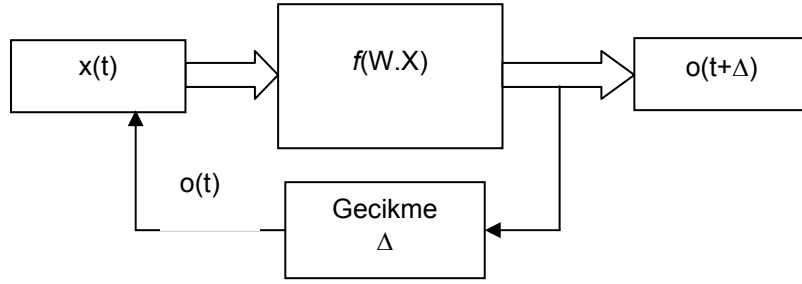 x(t)
f(W.X)
o(t+Δ)
o(t)
Gecikme
Δ